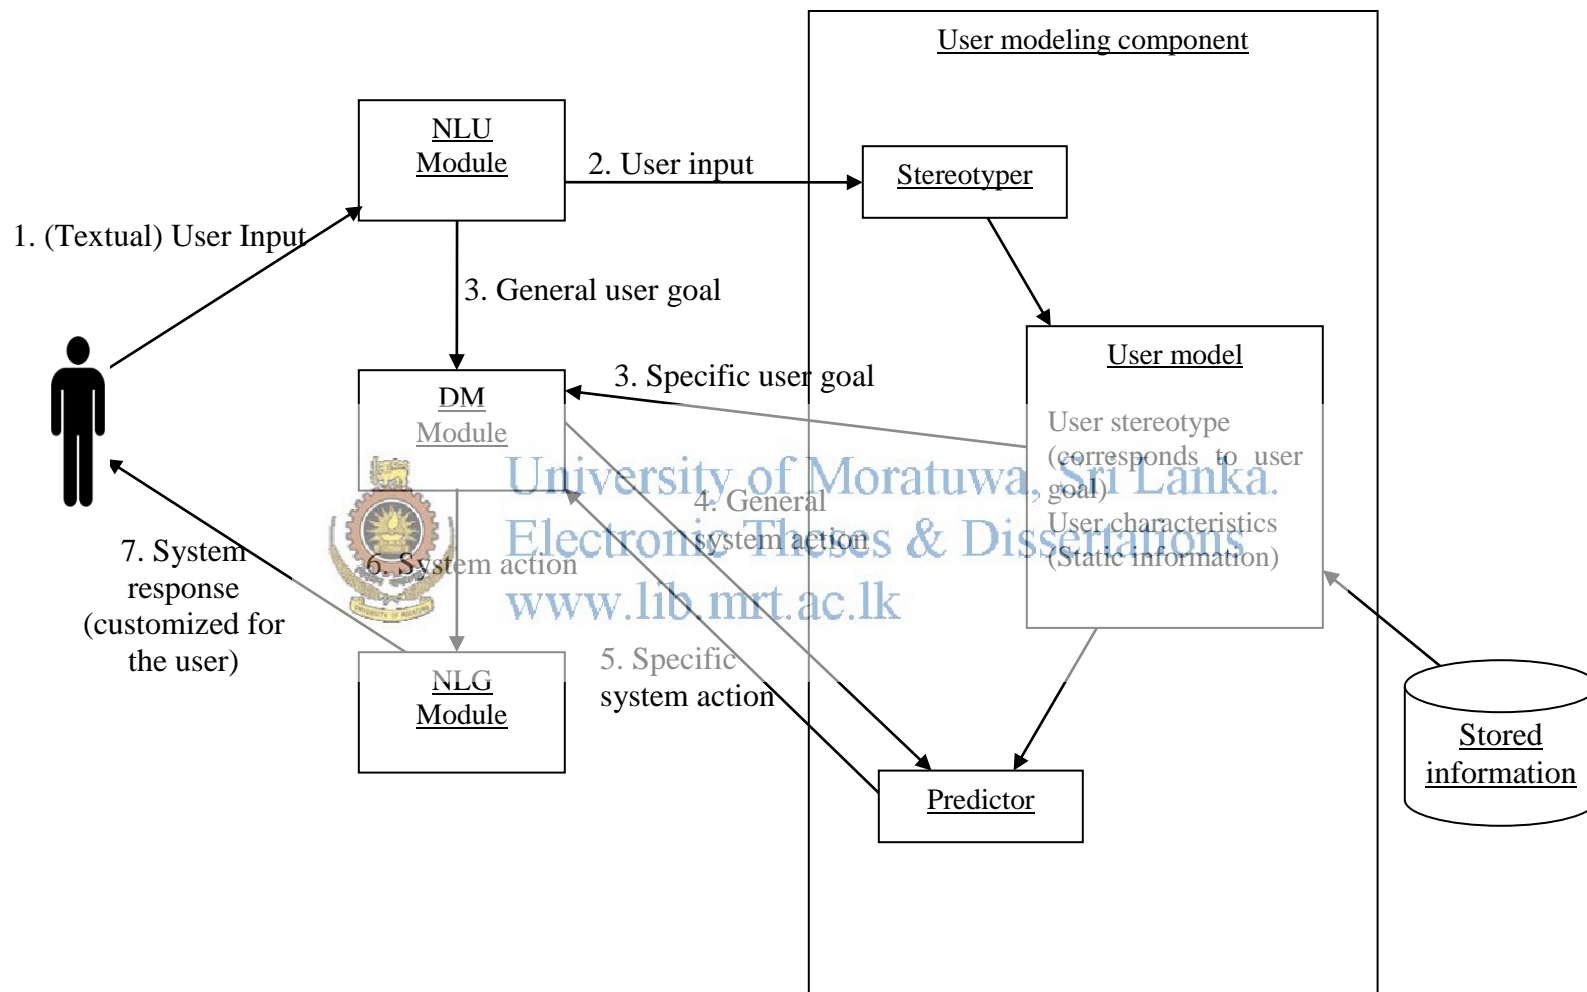 User modeling component
NLU
Module
2. User input
Stereotyper
1. (Textual) User Input
3. General user goal
User model
3. Specific user goal
DM
Module
User stereotype
(corresponds to user
goal)
User characteristics
(Static information)
University of Moratuwa, Sri Lanka.
Electronic Theses & Dissertations
www.lib.mrt.ac.lk
4. General
system action
7. System
response
(customized for
the user)
6. System action
5. Specific
system action
NLG
Module
Predictor
Stored
information